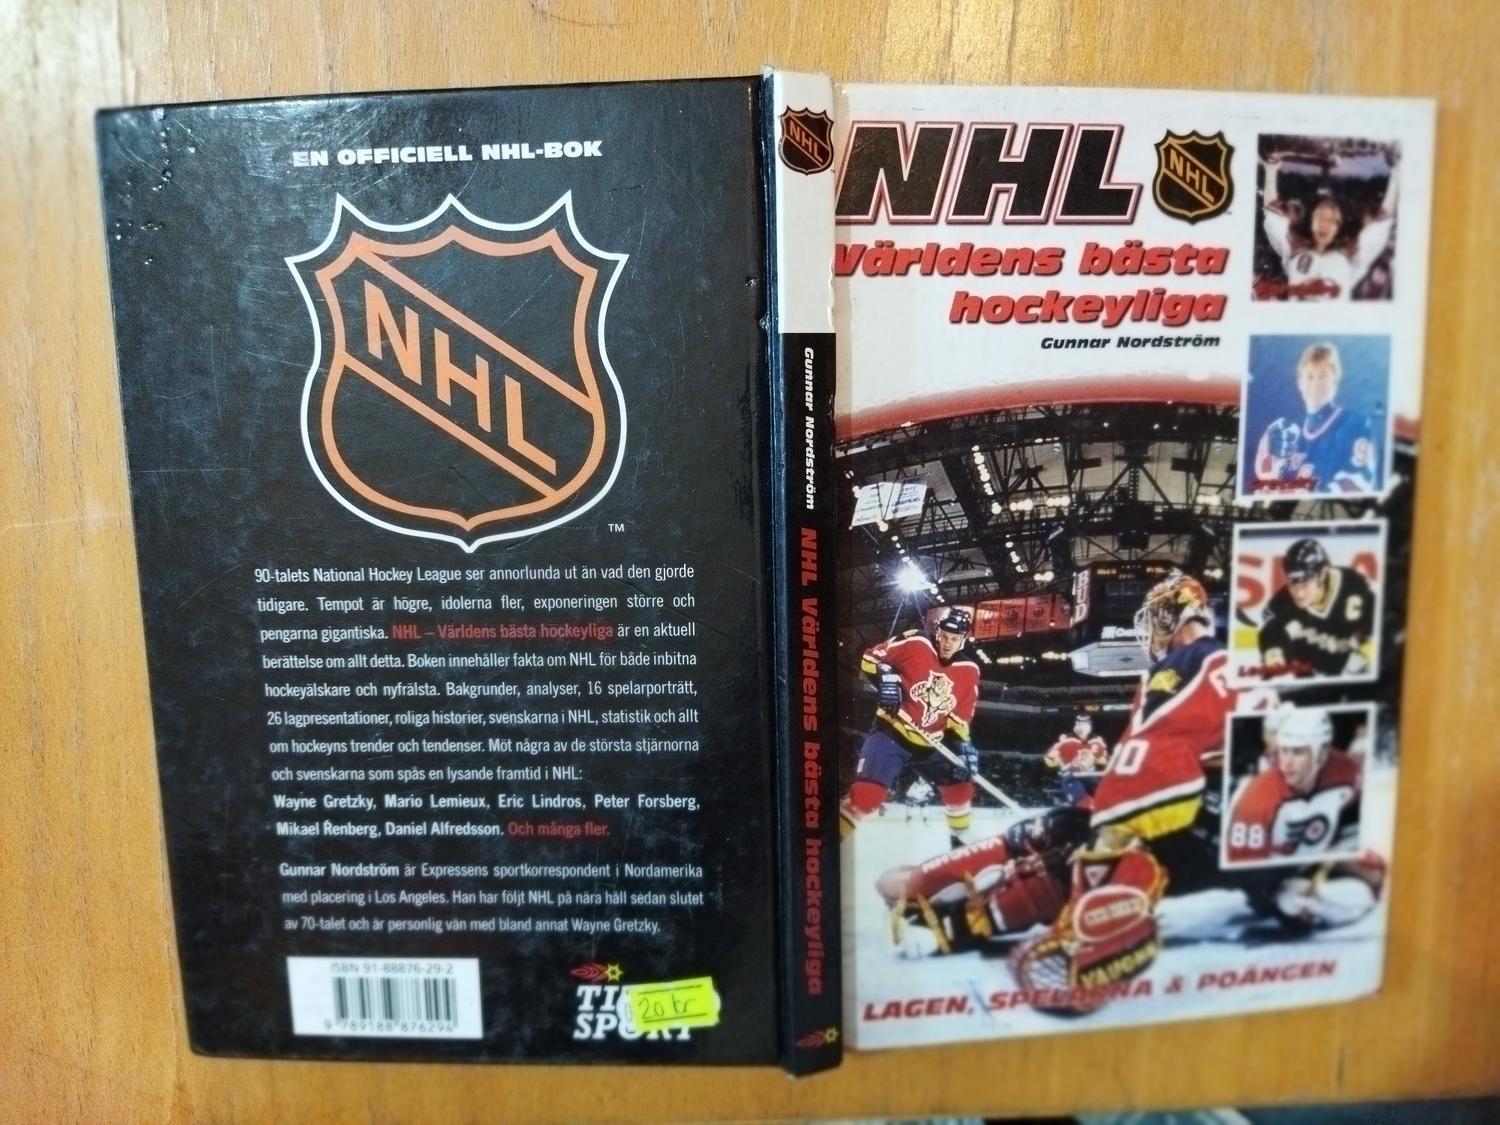 EN OFFICIELL NHL-BOK
NHL
TM
90-talets National Hockey League ser annorlunda ut än vad den gjorde
tidigare. Tempot är högre, idolerna fler, exponeringen större och
pengarna gigantiska. NHL – Världens bästa hockeyliga är en aktuell
berättelse om allt detta. Boken innehåller fakta om NHL för både inbitna
hockeyälskare och nyfrälsta. Bakgrunder, analyser, 16 spelarporträtt,
26 lagpresentationer, roliga historier, svenskarna i NHL, statistik och allt
om hockeyns trender och tendenser. Möt några av de största stjärnorna
och svenskarna som spås en lysande framtid i NHL:
Wayne Gretzky, Mario Lemieux, Eric Lindros, Peter Forsberg,
Mikael Renberg, Daniel Alfredsson. Och många fler.
Gunnar Nordström är Expressens sportkorrespondent i Nordamerika
med placering i Los Angeles. Han har följt NHL på nära håll sedan slutet
av 70-talet och är personlig vän med bland annat Wayne Gretzky.
ISBN 91-88876-29-2
9 789188 876294
20 kr
NHL
Gunnar Nordström NHL Världens bästa hockeyliga
NHL
NHL
Världens bästa
hockeyliga
Gunnar Nordström
BUD
C
88
VAUGHN
VAUGHN
LAGEN, SPELARNA & POÄNGEN